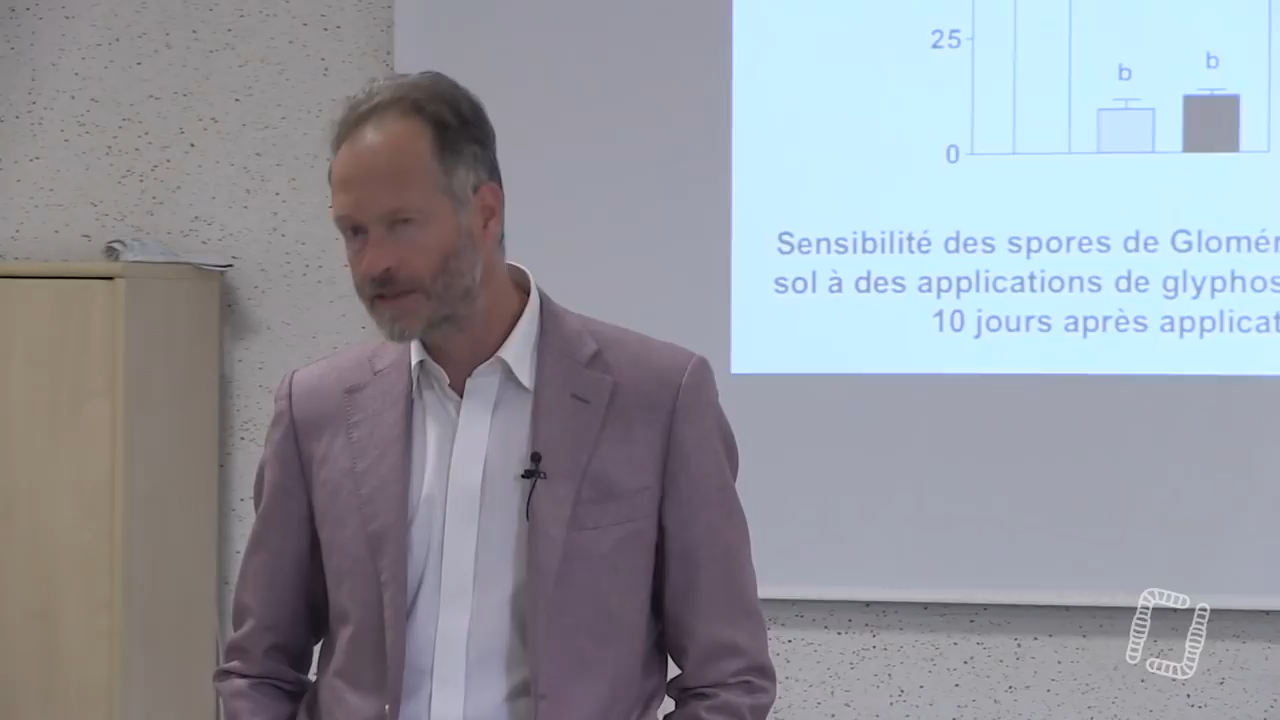 25
b
b
0
Sensibilité des spores de
sol à des applications de
10 jours après